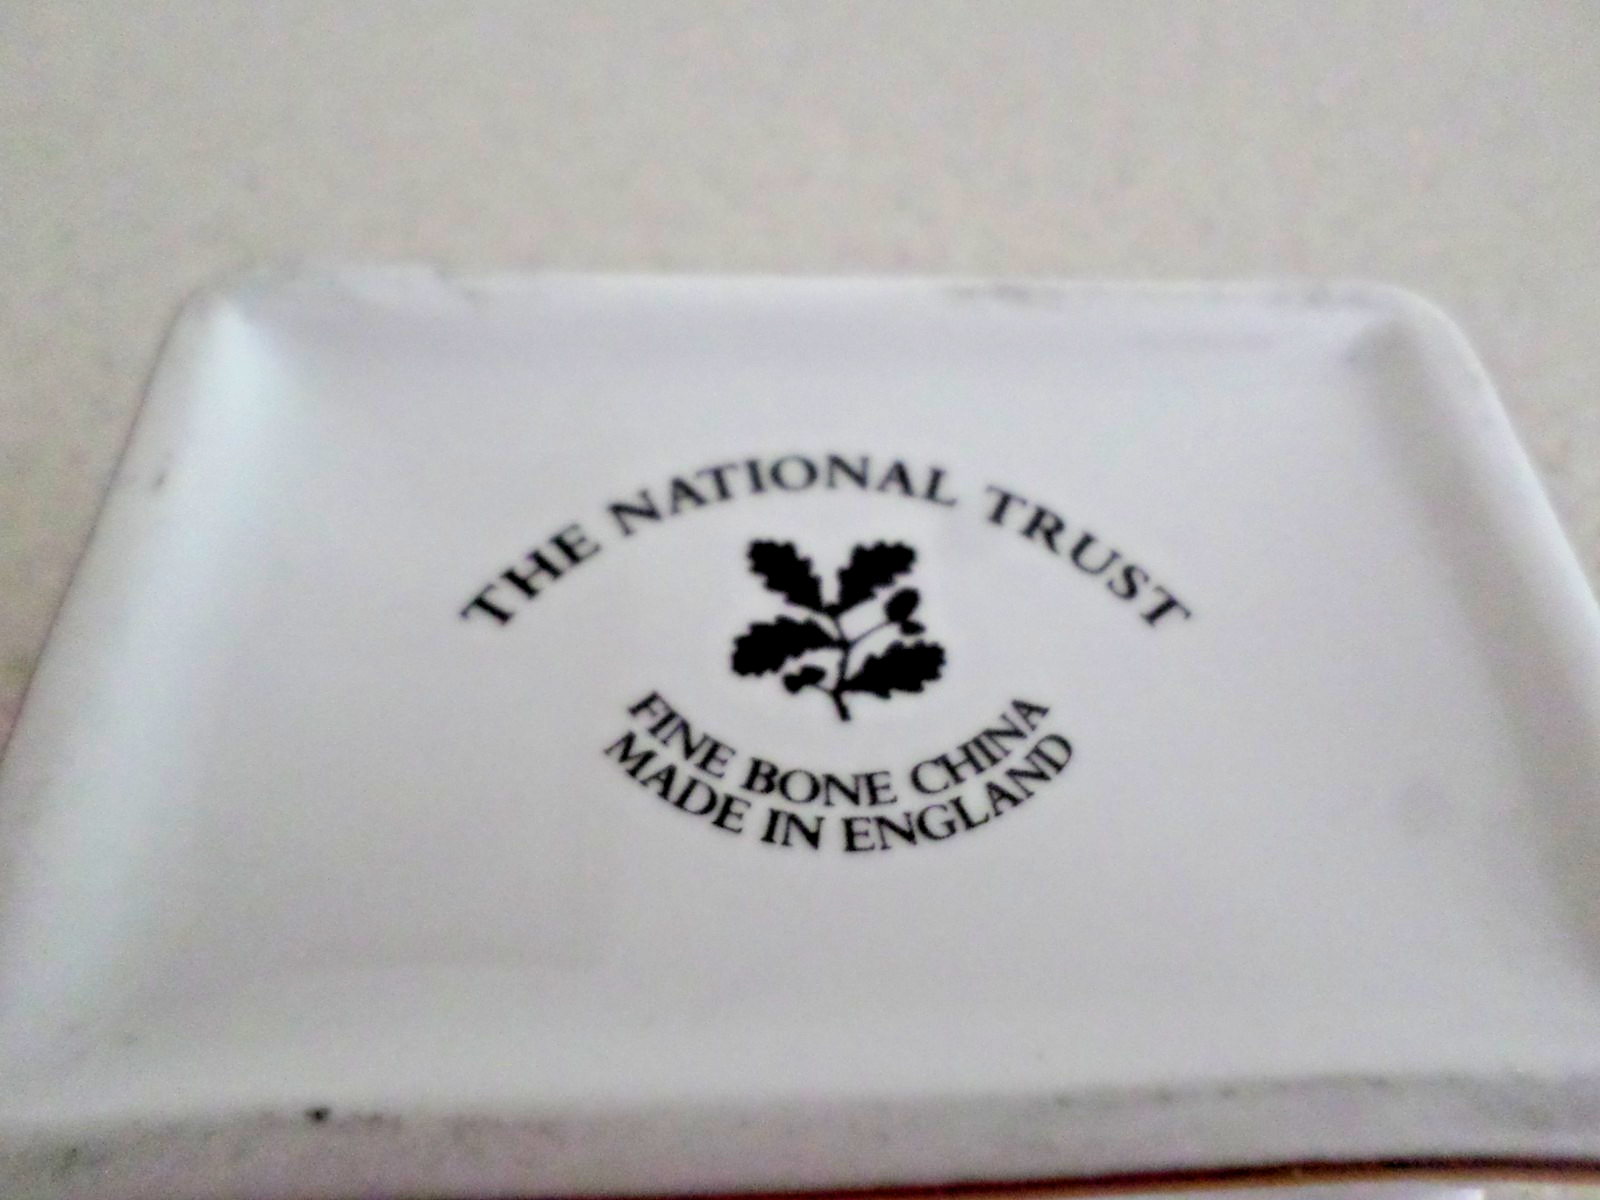 THE NATIONAL TRUST
FINE BONE CHINA
MADE IN ENGLAND